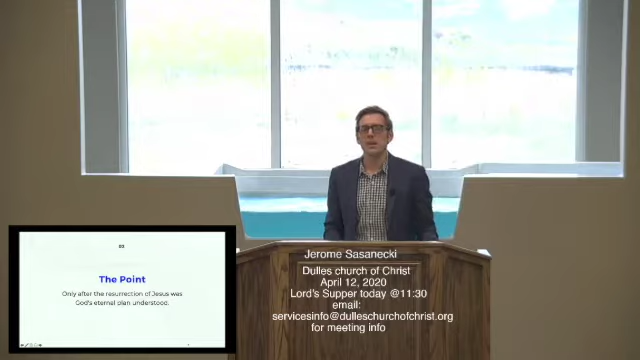 02
The Point
Only after the resurrection of Jesus was
God's eternal plan understood.
Jerome Sasanecki
Dulles church of Christ
April 12, 2020
Lord's Supper today @11:30
email:
servicesinfo@dulleschurchofchrist.org
for meeting info